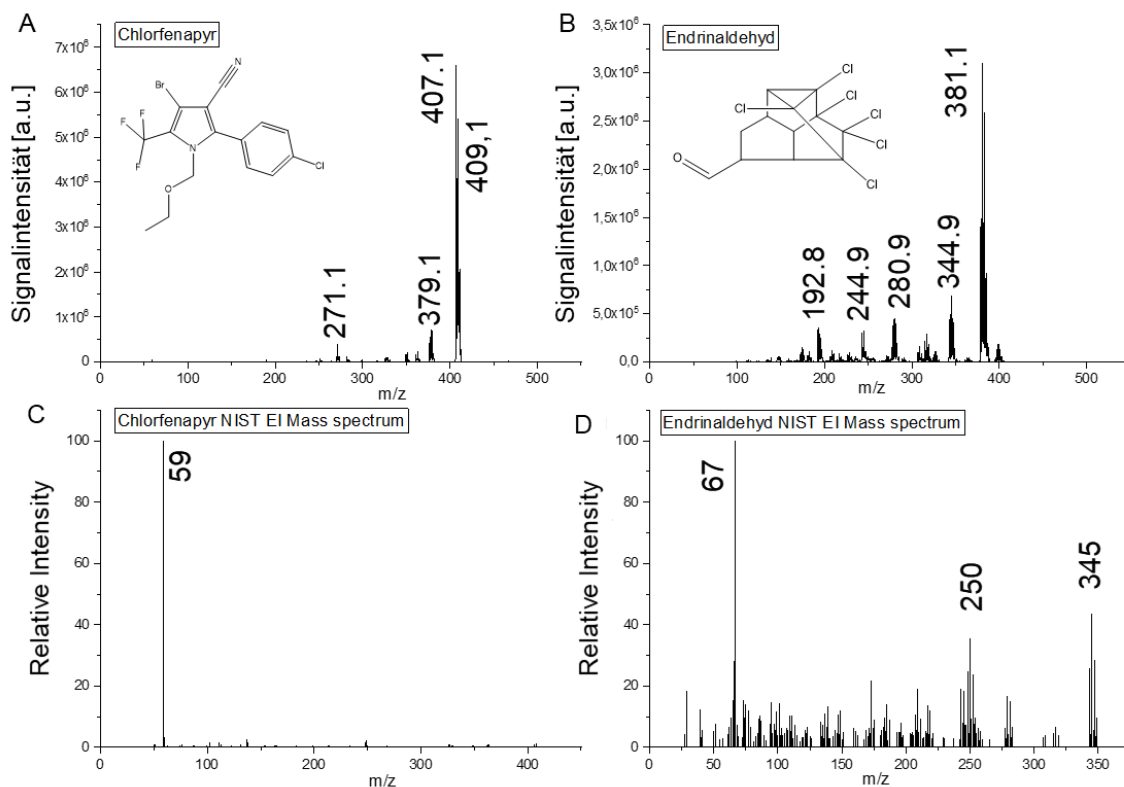 A
Chlorfenapyr
Signalintensität [a.u.]
7x10⁶
6x10⁶
5x10⁶
4x10⁶
3x10⁶
2x10⁶
1x10⁶
0
0
100
200
300
400
500
m/z
271.1
379.1
407.1
409,1
Br
N
F
F
F
N
O
Cl
B
Endrinaldehyd
Signalintensität [a.u.]
3,5x10⁶
3,0x10⁶
2,5x10⁶
2,0x10⁶
1,5x10⁶
1,0x10⁶
5,0x10⁵
0,0
0
100
200
300
400
500
m/z
192.8
244.9
280.9
344.9
381.1
Cl
Cl
Cl
Cl
Cl
Cl
O
C
Chlorfenapyr NIST EI Mass spectrum
Relative Intensity
100
80
60
40
20
0
0
100
200
300
400
m/z
59
D
Endrinaldehyd NIST EI Mass spectrum
Relative Intensity
100
80
60
40
20
0
0
50
100
150
200
250
300
350
m/z
67
250
345